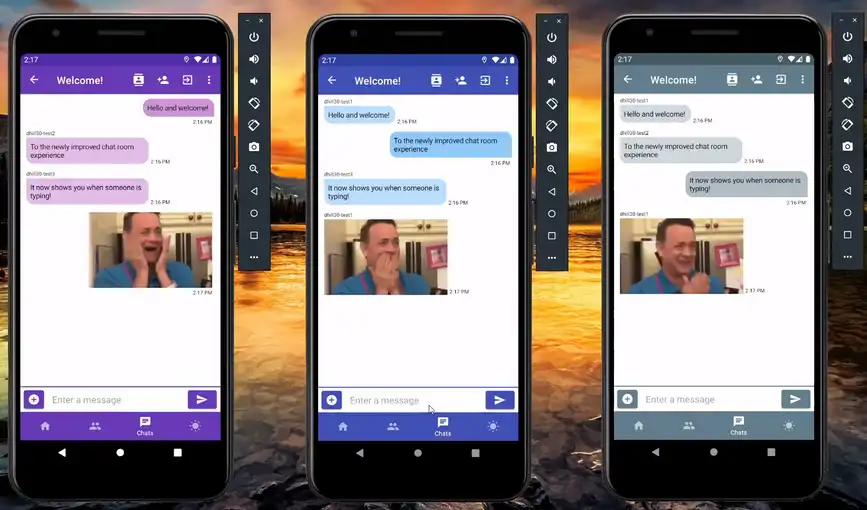 2:17
Welcome!
Hello and welcome!
2:16 PM
dhill30-test2
To the newly improved chat room
experience
2:16 PM
dhill30-test3
It now shows you when someone is
typing!
2:16 PM
2:17 PM
Enter a message
Chats
2:17
Welcome!
dhill30-test1
Hello and welcome!
2:16 PM
To the newly improved chat room
experience
2:16 PM
dhill30-test3
It now shows you when someone is
typing!
2:16 PM
dhill30-test1
2:17 PM
Enter a message
Chats
2:17
Welcome!
dhill30-test1
Hello and welcome!
2:16 PM
dhill30-test2
To the newly improved chat room
experience
2:16 PM
It now shows you when someone is
typing!
2:16 PM
dhill30-test1
2:17 PM
Enter a message
Chats